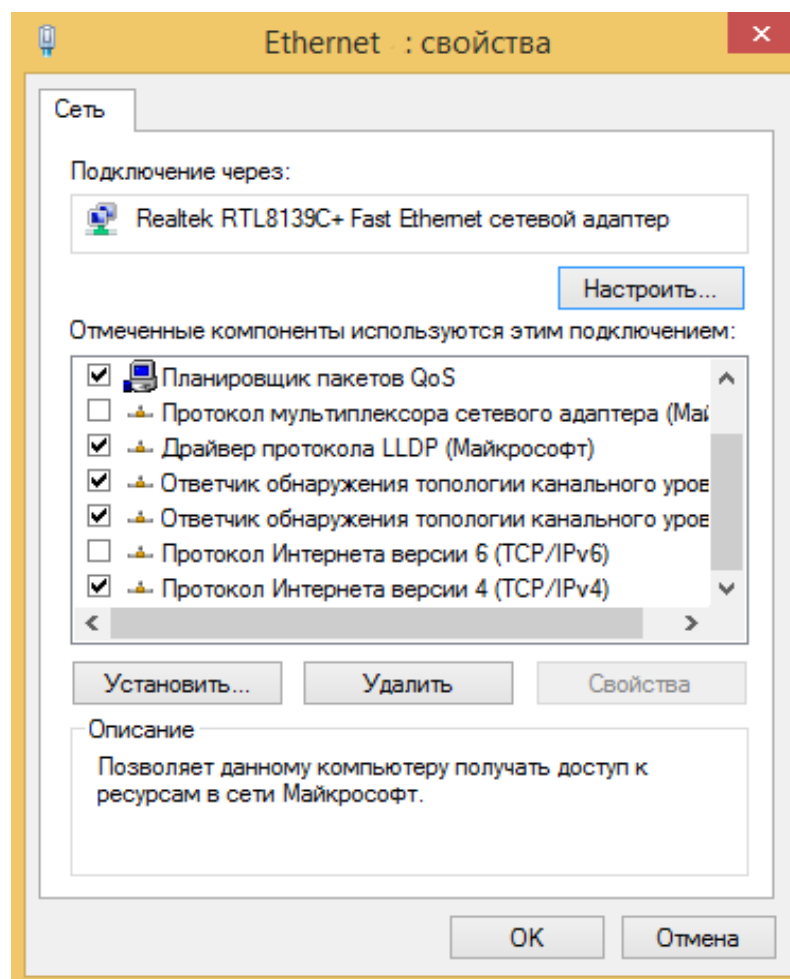 Ethernet : свойства
Сеть
Подключение через:
Realtek RTL8139C+ Fast Ethernet сетевой адаптер
Настроить...
Отмеченные компоненты используются этим подключением:
Планировщик пакетов QoS
Протокол мультиплексора сетевого адаптера (Май
Драйвер протокола LLDP (Майкрософт)
Ответчик обнаружения топологии канального уров
Ответчик обнаружения топологии канального уров
Протокол Интернета версии 6 (TCP/IPv6)
Протокол Интернета версии 4 (TCP/IPv4)
Установить...
Удалить
Свойства
Описание
Позволяет данному компьютеру получать доступ к
ресурсам в сети Майкрософт.
OK
Отмена